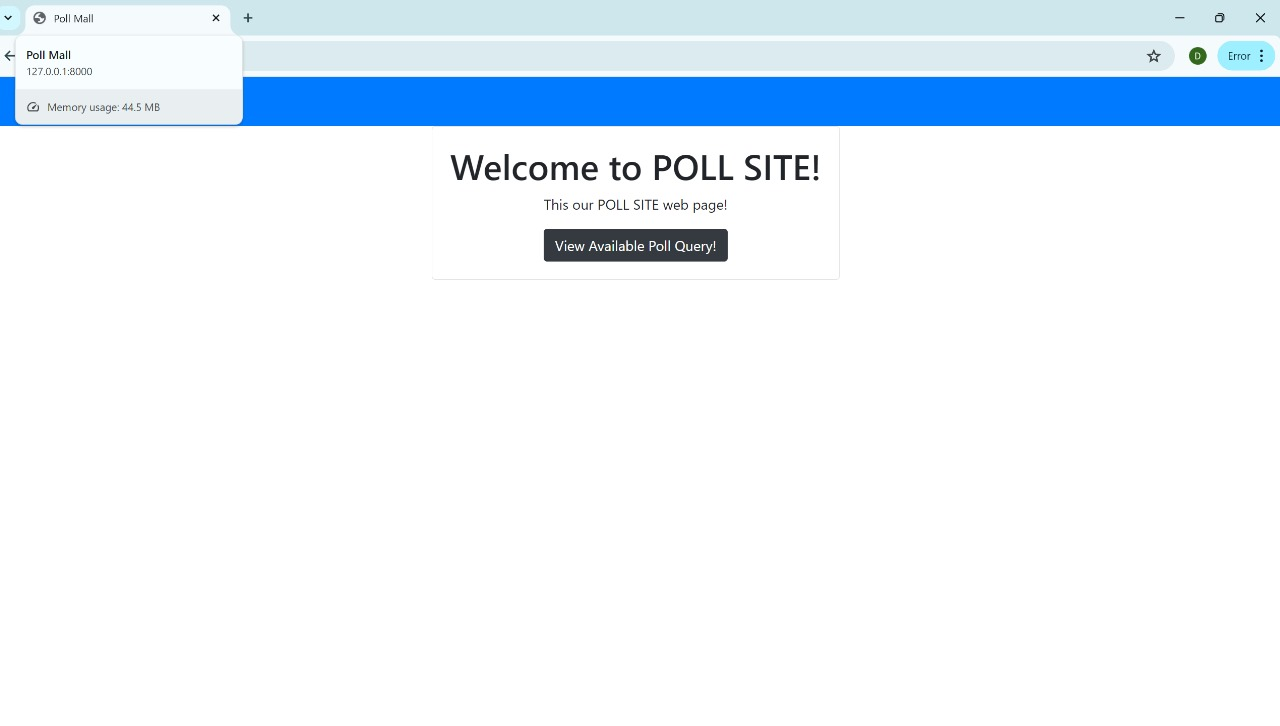 Poll Mall
Poll Mall
127.0.0.1:8000
D
Error
Memory usage: 44.5 MB
Welcome to POLL SITE!
This our POLL SITE web page!
View Available Poll Query!